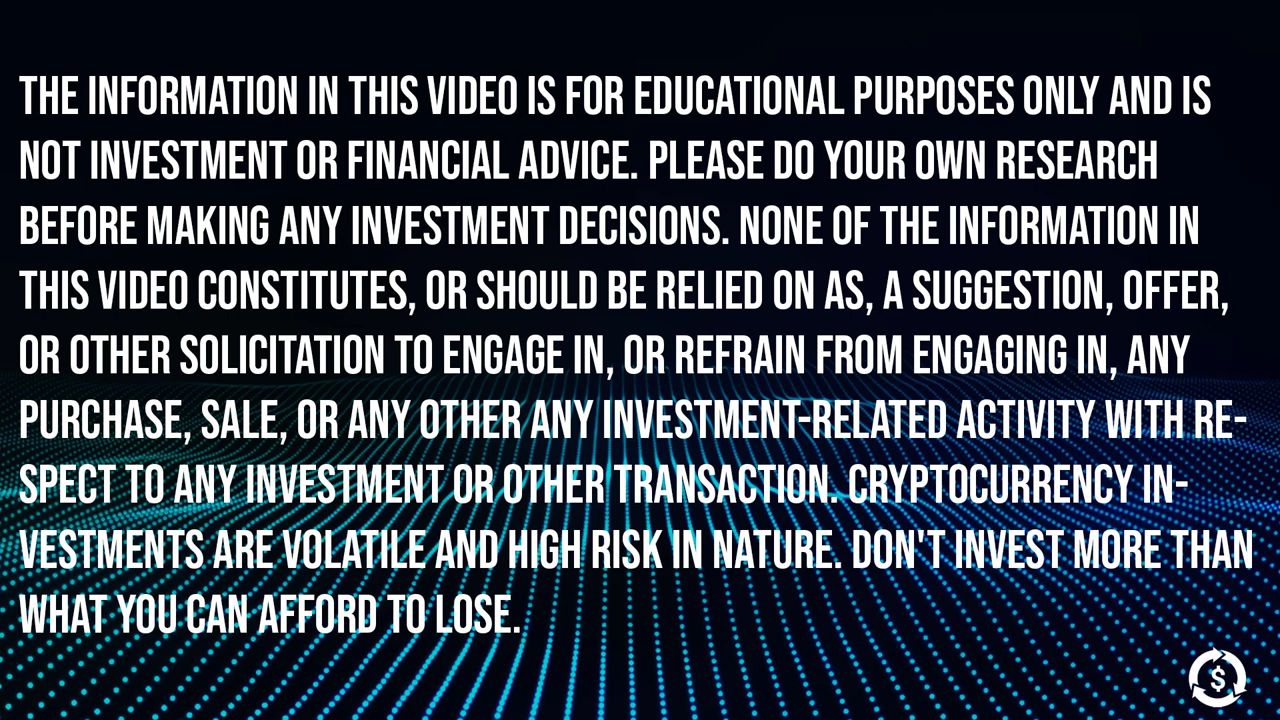 THE INFORMATION IN THIS VIDEO IS FOR EDUCATIONAL PURPOSES ONLY AND IS
NOT INVESTMENT OR FINANCIAL ADVICE. PLEASE DO YOUR OWN RESEARCH
BEFORE MAKING ANY INVESTMENT DECISIONS. NONE OF THE INFORMATION IN
THIS VIDEO CONSTITUTES, OR SHOULD BE RELIED ON AS, A SUGGESTION, OFFER,
OR OTHER SOLICITATION TO ENGAGE IN, OR REFRAIN FROM ENGAGING IN, ANY
PURCHASE, SALE, OR ANY OTHER ANY INVESTMENT-RELATED ACTIVITY WITH RE-
SPECT TO ANY INVESTMENT OR OTHER TRANSACTION. CRYPTOCURRENCY IN-
VESTMENTS ARE VOLATILE AND HIGH RISK IN NATURE. DON'T INVEST MORE THAN
WHAT YOU CAN AFFORD TO LOSE.
$